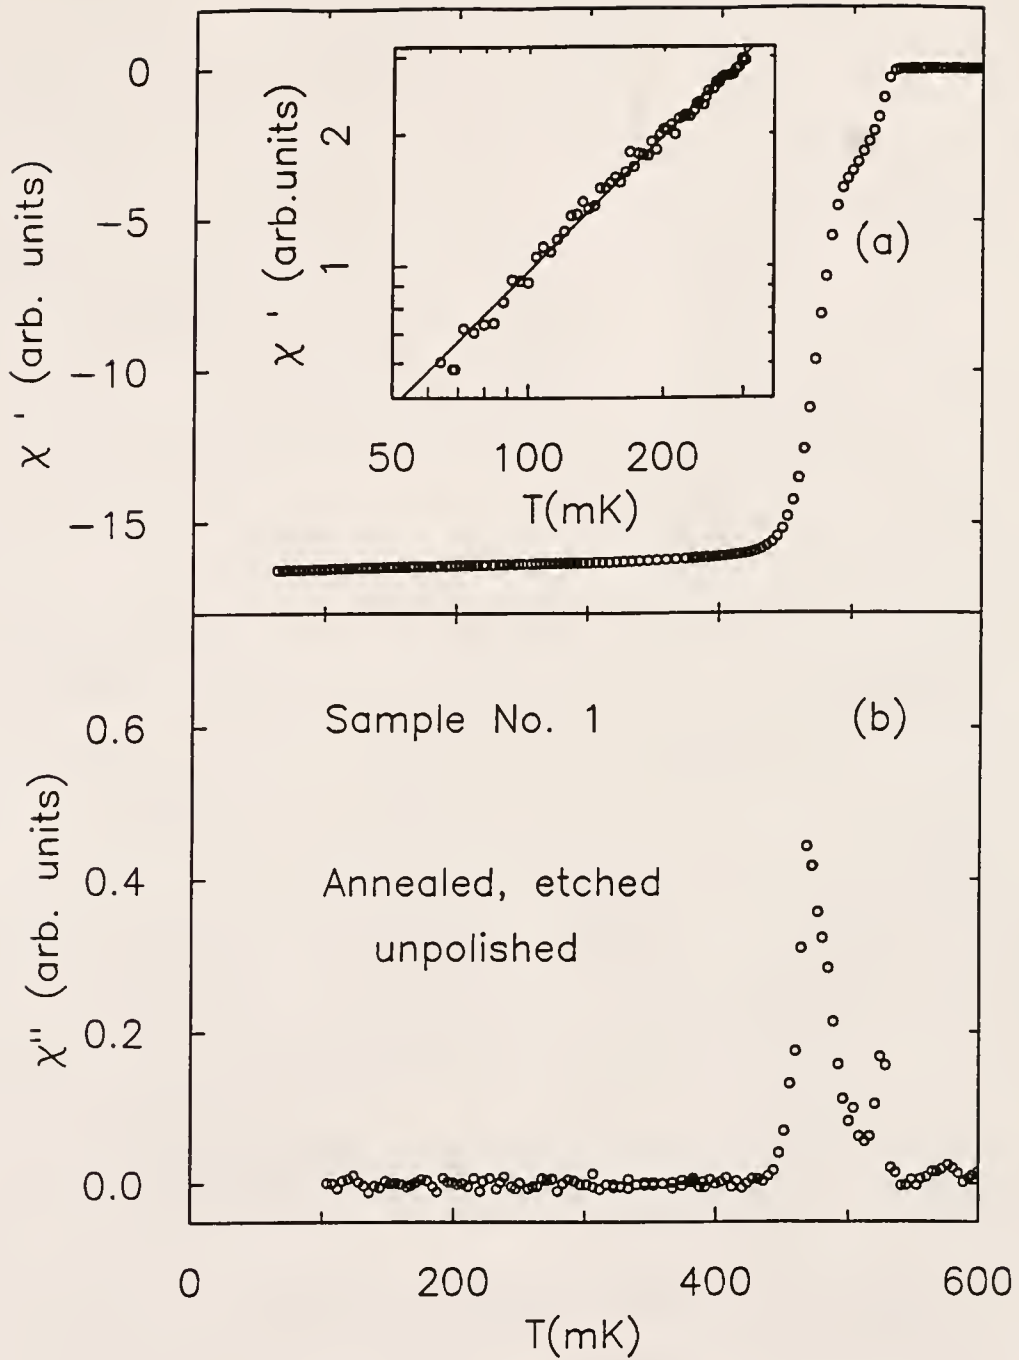 0
−5
−10
−15
χ ' (arb. units)
(a)
2
1
χ ' (arb.units)
50 100 200
T(mK)
0.6
0.4
0.2
0.0
χ" (arb. units)
Sample No. 1
(b)
Annealed, etched
unpolished
0 200 400 600
T(mK)